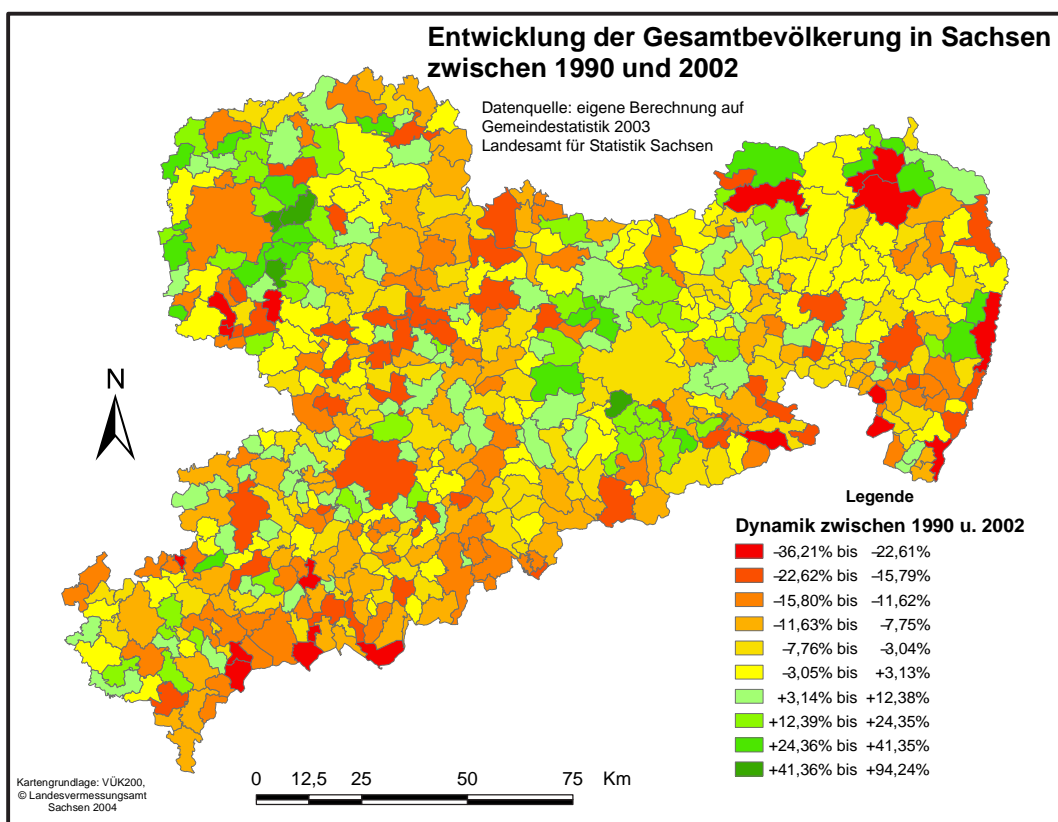 Entwicklung der Gesamtbevölkerung in Sachsen
zwischen 1990 und 2002
Datenquelle: eigene Berechnung auf
Gemeindestatistik 2003
Landesamt für Statistik Sachsen
N
Legende
Dynamik zwischen 1990 u. 2002
-36,21% bis -22,61%
-22,62% bis -15,79%
-15,80% bis -11,62%
-11,63% bis -7,75%
-7,76% bis -3,04%
-3,05% bis +3,13%
+3,14% bis +12,38%
+12,39% bis +24,35%
+24,36% bis +41,35%
+41,36% bis +94,24%
0 12,5 25 50 75 Km
Kartengrundlage: VÜK200,
© Landesvermessungsamt
Sachsen 2004